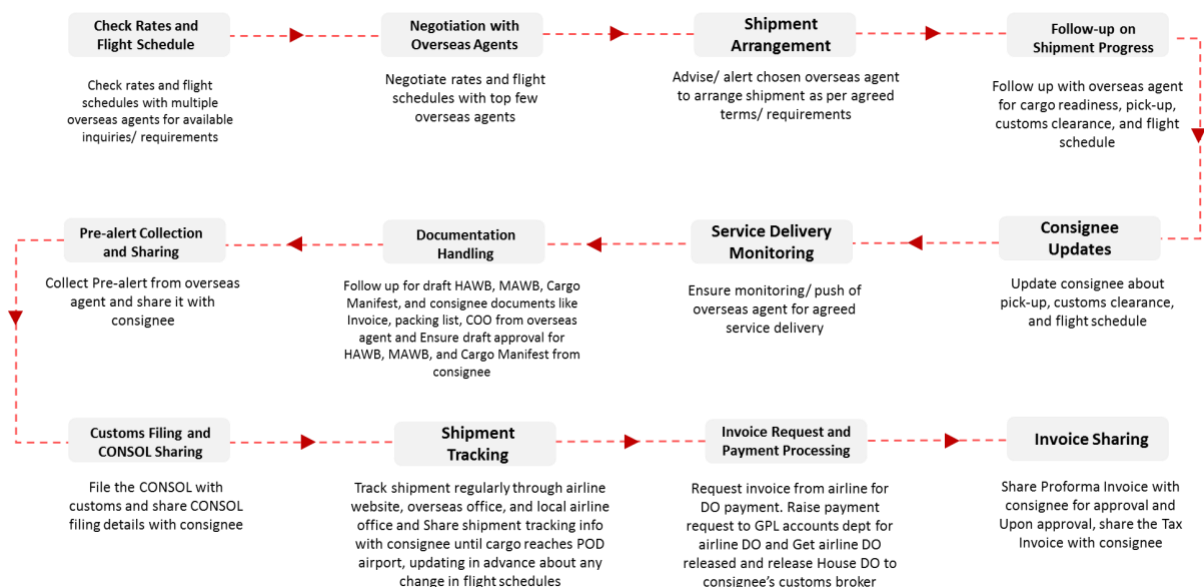 Check Rates and
Flight Schedule
Check rates and flight
schedules with multiple
overseas agents for available
inquiries/ requirements
Negotiation with
Overseas Agents
Negotiate rates and flight
schedules with top few
overseas agents
Shipment
Arrangement
Advise/ alert chosen overseas agent
to arrange shipment as per agreed
terms/ requirements
Follow-up on
Shipment Progress
Follow up with overseas agent
for cargo readiness, pick-up,
customs clearance, and flight
schedule
Consignee
Updates
Update consignee about
pick-up, customs clearance,
and flight schedule
Service Delivery
Monitoring
Ensure monitoring/ push of
overseas agent for agreed
service delivery
Documentation
Handling
Follow up for draft HAWB, MAWB, Cargo
Manifest, and consignee documents like
Invoice, packing list, COO from overseas
agent and Ensure draft approval for
HAWB, MAWB, and Cargo Manifest from
consignee
Pre-alert Collection
and Sharing
Collect Pre-alert from overseas
agent and share it with
consignee
Customs Filing and
CONSOL Sharing
File the CONSOL with
customs and share CONSOL
filing details with consignee
Shipment
Tracking
Track shipment regularly through airline
website, overseas office, and local airline
office and Share shipment tracking info
with consignee until cargo reaches POD
airport, updating in advance about any
change in flight schedules
Invoice Request and
Payment Processing
Request invoice from airline for
DO payment. Raise payment
request to GPL accounts dept for
airline DO and Get airline DO
released and release House DO to
consignee's customs broker
Invoice Sharing
Share Proforma Invoice with
consignee for approval and
Upon approval, share the Tax
Invoice with consignee